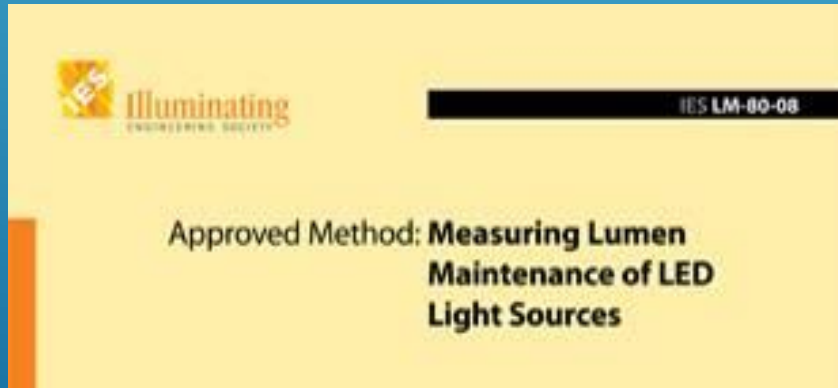 IES
Illuminating
ENGINEERING SOCIETY
IES LM-80-08
Approved Method: Measuring Lumen
Maintenance of LED
Light Sources